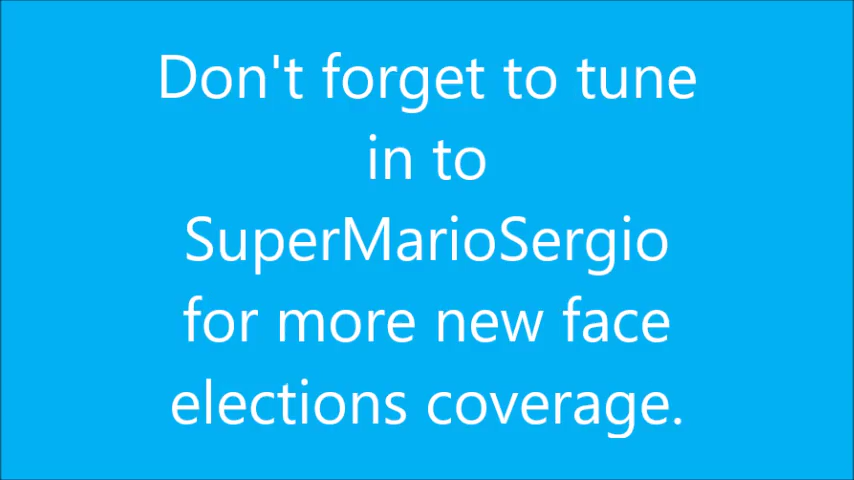 Don't forget to tune
in to
SuperMarioSergio
for more new face
elections coverage.